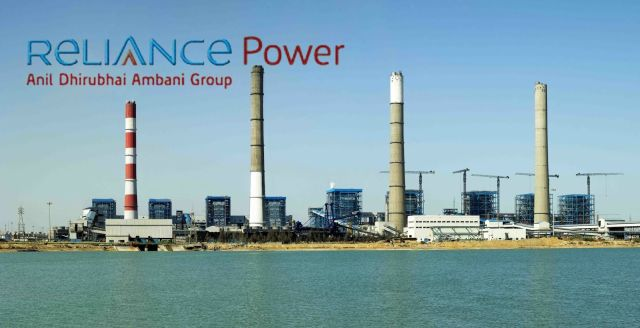 RELIANCE Power
Anil Dhirubhai Ambani Group